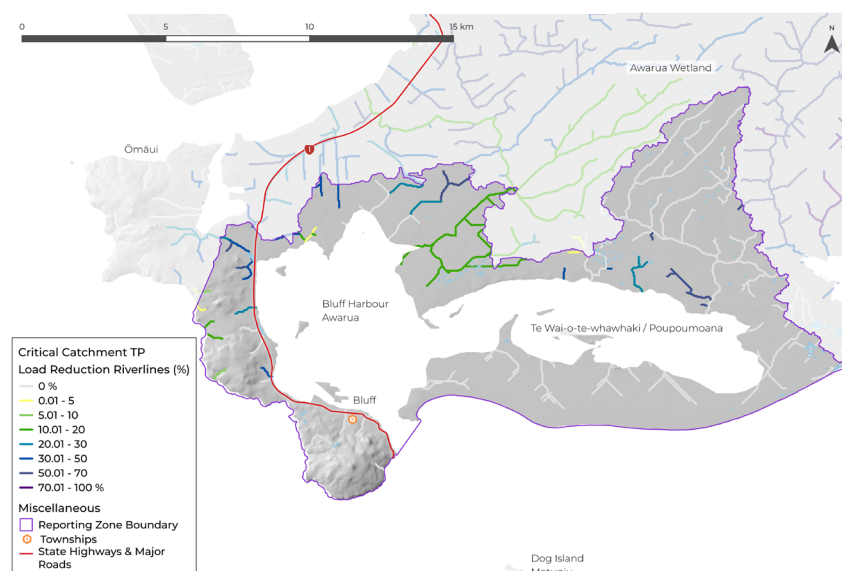 0
5
10
15 km
N
Awarua Wetland
Ōmāui
1
Bluff Harbour
Awarua
Te Wai-o-te-whawhaki / Poupoumoana
Bluff
Critical Catchment TP
Load Reduction Riverlines (%)
0 %
0.01 - 5
5.01 - 10
10.01 - 20
20.01 - 30
30.01 - 50
50.01 - 70
70.01 - 100 %
Miscellaneous
Reporting Zone Boundary
Townships
State Highways & Major
Roads
Dog Island